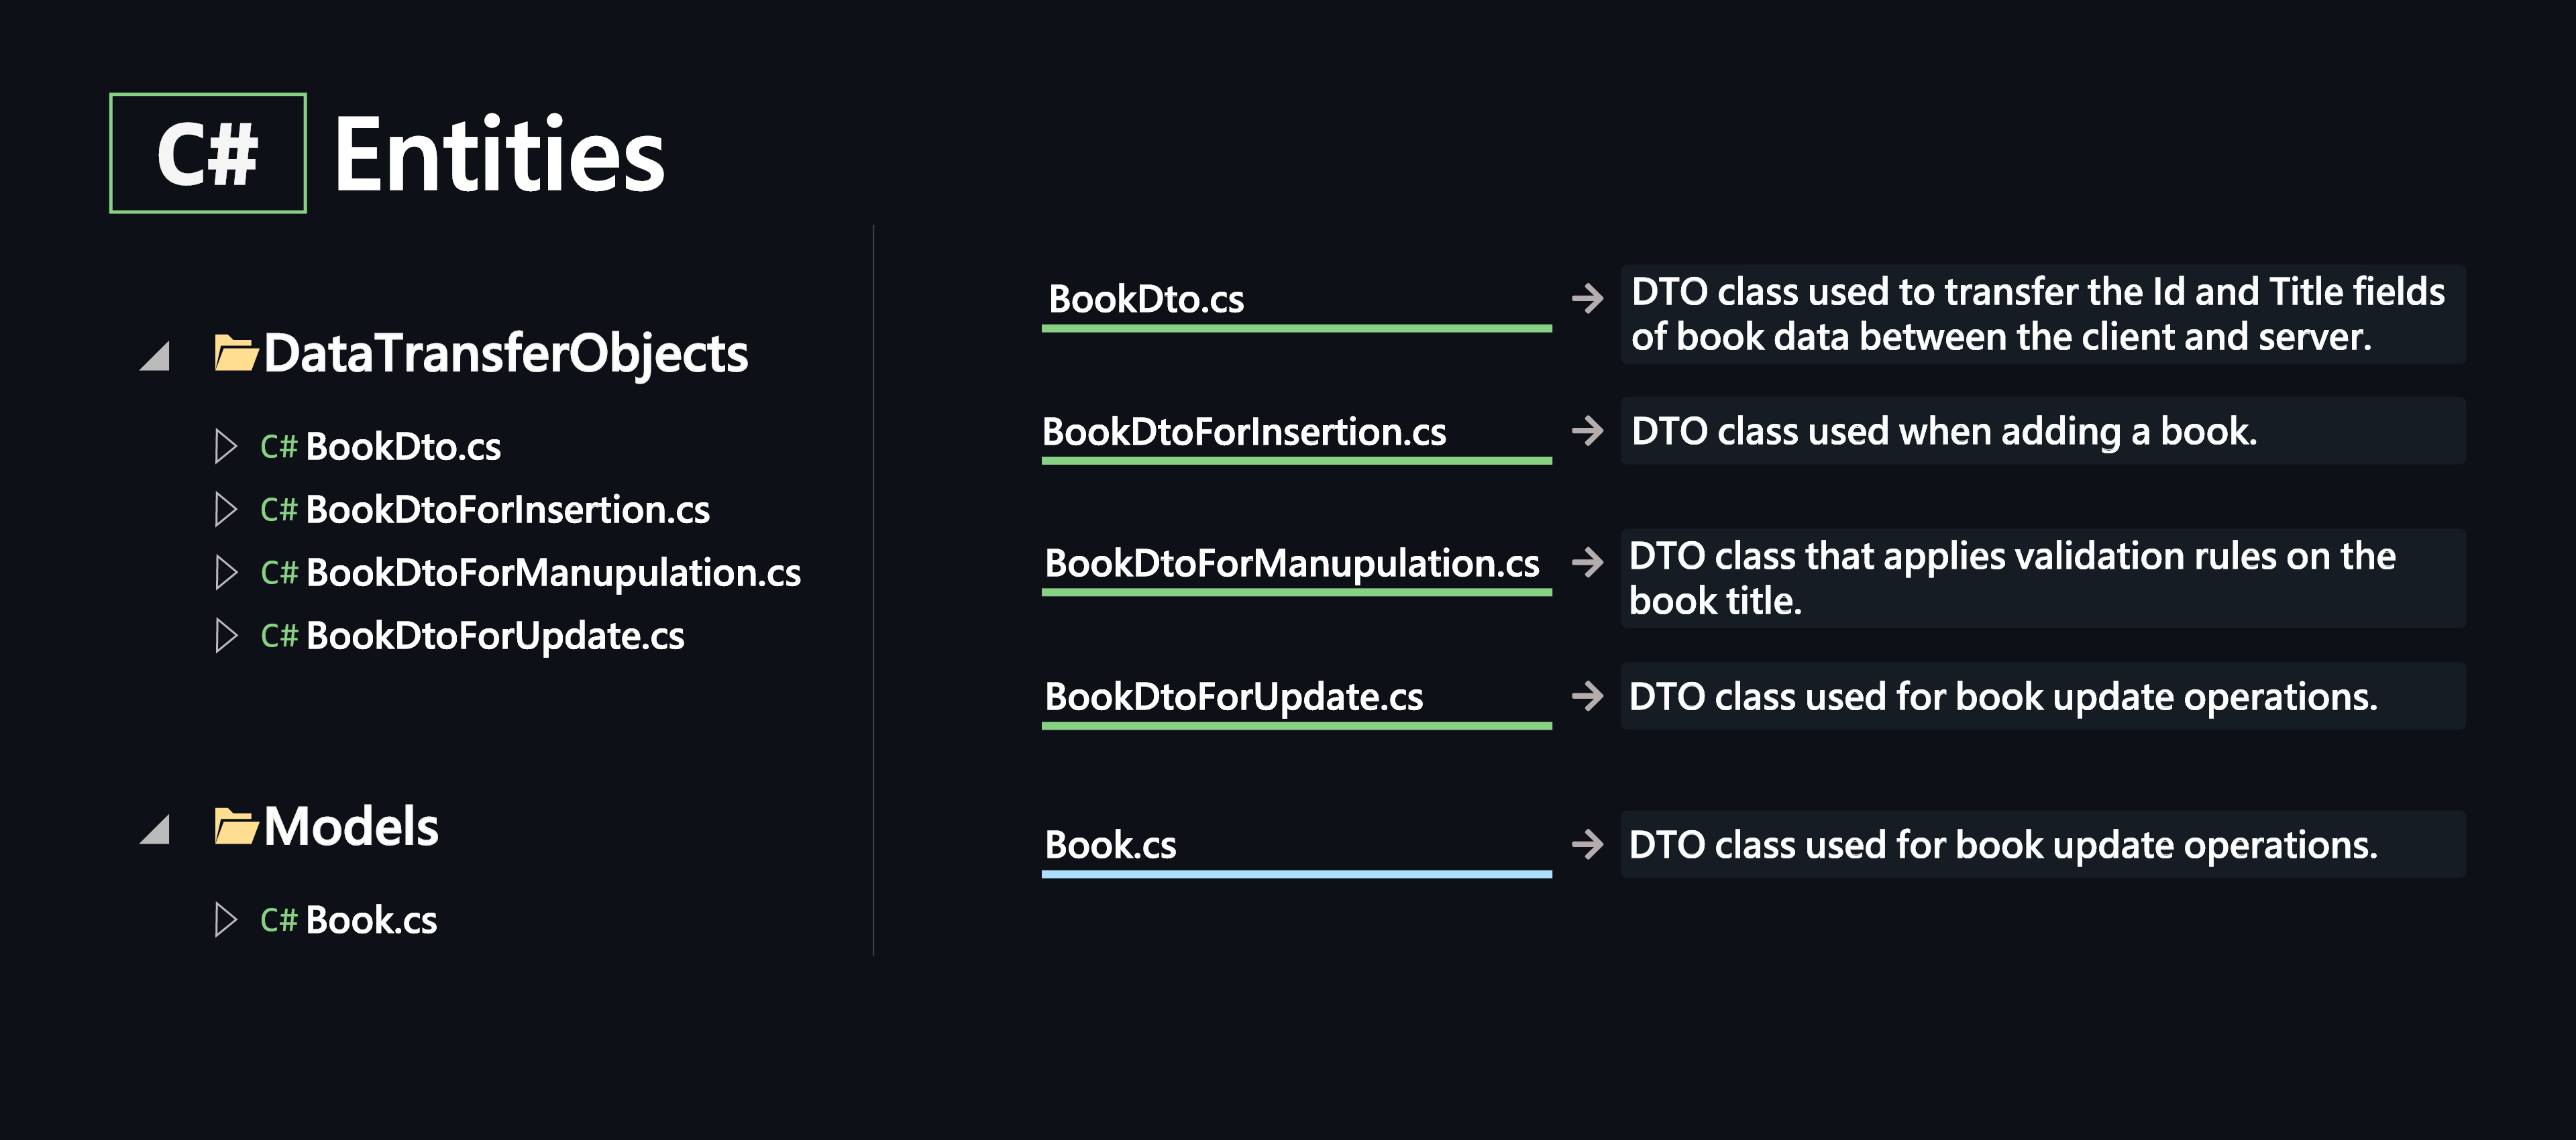 C# Entities
DataTransferObjects
C# BookDto.cs
C# BookDtoForInsertion.cs
C# BookDtoForManupulation.cs
C# BookDtoForUpdate.cs
Models
C# Book.cs
BookDto.cs → DTO class used to transfer the Id and Title fields
of book data between the client and server.
BookDtoForInsertion.cs → DTO class used when adding a book.
BookDtoForManupulation.cs → DTO class that applies validation rules on the
book title.
BookDtoForUpdate.cs → DTO class used for book update operations.
Book.cs → DTO class used for book update operations.